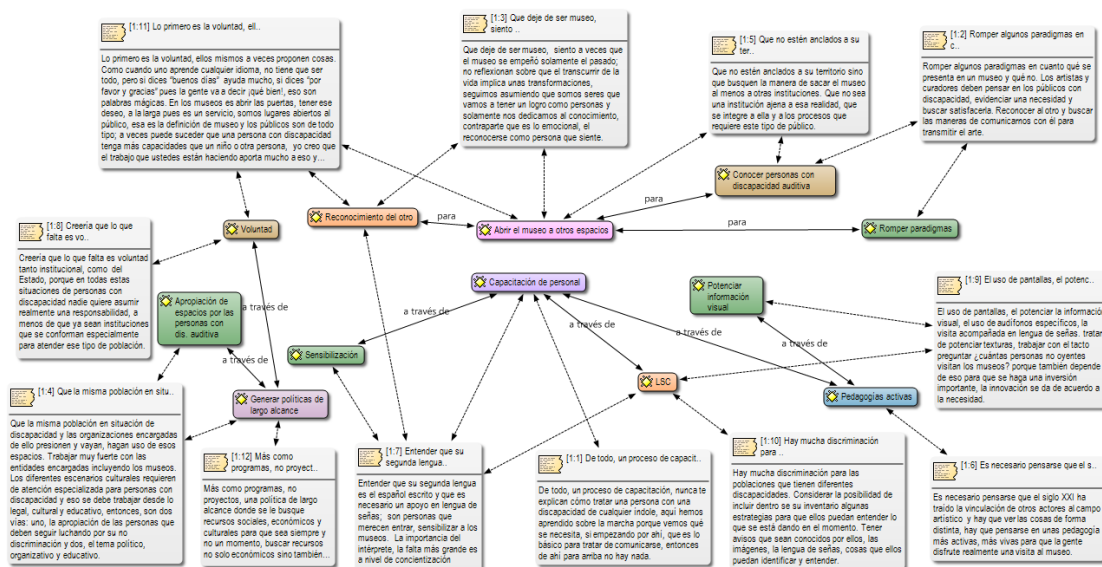 [1:11] Lo primero es la voluntad, ell..
Lo primero es la voluntad, ellos mismos a veces proponen cosas.
Como cuando uno aprende cualquier idioma, no tiene que ser
todo, pero si dices "buenos días" ayuda mucho, si dices "por
favor y gracias" pues la gente va a decir ¡qué bien!, eso son
palabras mágicas. En los museos es abrir las puertas, tener ese
deseo, a la larga pues es un servicio, somos lugares abiertos al
público, esa es la definición de museo y los públicos son de todo
tipo; a veces puede suceder que una persona con discapacidad
tenga más capacidades que un niño o otra persona, yo creo que
el trabajo que ustedes están haciendo aporta mucho a eso y...
[1:3] Que deje de ser museo,
siento ..
Que deje de ser museo, siento a veces que
el museo se empeñó solamente el pasado;
no reflexionan sobre que el transcurrir de la
vida implica unas transformaciones,
seguimos asumiendo que somos seres que
vamos a tener un logro como personas y
solamente nos dedicamos al conocimiento,
contraparte que es lo emocional, el
reconocerse como persona que siente.
[1:5] Que no estén anclados a su
ter..
Que no estén anclados a su territorio sino
que busquen la manera de sacar el museo
al menos a otras instituciones. Que no sea
una institución ajena a esa realidad, que
se integre a ella y a los procesos que
requiere este tipo de público.
[1:2] Romper algunos paradigmas en
c..
Romper algunos paradigmas en cuanto qué se
presenta en un museo y qué no. Los artistas y
curadores deben pensar en los públicos con
discapacidad, evidenciar una necesidad y
buscar satisfacerla. Reconocer al otro y buscar
las maneras de comunicarnos con él para
transmitir el arte.
Conocer personas con
discapacidad auditiva
para
Reconocimiento del otro
para
Abrir el museo a otros espacios
para
Romper paradigmas
Voluntad
[1:8] Creería que lo que
falta es vo..
Creería que lo que falta es voluntad
tanto institucional, como del
Estado, porque en todas estas
situaciones de personas con
discapacidad nadie quiere asumir
realmente una responsabilidad, a
menos de que ya sean instituciones
que se conforman especialmente
para atender ese tipo de población.
Apropiación de
espacios por las
personas con
dis. auditiva
a través de
a través de
Capacitación de personal
Potenciar
información
visual
a través de
a través de
a través de
a través de
Sensibilización
LSC
Pedagogías activas
Generar políticas de
largo alcance
[1:9] El uso de pantallas, el potenc..
El uso de pantallas, el potenciar la informació
visual, el uso de audífonos específicos, la
visita acompañada en lengua de señas. tratar
de potenciar texturas, trabajar con el tacto
preguntar ¿cuántas personas no oyentes
visitan los museos? porque también depende
de eso para que se haga una inversión
importante, la innovación se da de acuerdo a
la necesidad.
[1:4] Que la misma población en situ..
Que la misma población en situación de
discapacidad y las organizaciones encargadas
de ello presionen y vayan, hagan uso de esos
espacios. Trabajar muy fuerte con las
entidades encargadas incluyendo los museos.
Los diferentes escenarios culturales requieren
de atención especializada para personas con
discapacidad y eso se debe trabajar desde lo
legal, cultural y educativo, entonces, son dos
vías: uno, la apropiación de las personas que
deben seguir luchando por su no
discriminación y dos, el tema político,
organizativo y educativo.
[1:12] Más como
programas, no proyect..
Más como programas, no
proyectos, una política de largo
alcance donde se le busque
recursos sociales, económicos y
culturales para que sea siempre y
no un momento, buscar recursos
no solo económicos sino también...
[1:7] Entender que su
segunda lengua..
Entender que su segunda lengua
es el español escrito y que es
necesario un apoyo en lengua de
señas; son personas que
merecen entrar, sensibilizar a los
museos. La importancia del
intérprete, la falta más grande es
a nivel de concientización
[1:1] De todo, un proceso de capacit..
De todo, un proceso de capacitación, nunca te
explican cómo tratar una persona con una
discapacidad de cualquier índole, aquí hemos
aprendido sobre la marcha porque vemos qué
se necesita, si empezando por ahí, que es lo
básico para tratar de comunicarse, entonces
de ahí para arriba no hay nada.
[1:10] Hay mucha discriminación
para ..
Hay mucha discriminación para las
poblaciones que tienen diferentes
discapacidades. Considerar la posibilidad de
incluir dentro de su inventario algunas
estrategias para que ellos puedan entender lo
que se está dando en el momento. Tener
avisos que sean conocidos por ellos, las
imágenes, la lengua de señas, cosas que ellos
puedan identificar y entender.
[1:6] Es necesario pensarse que el s..
Es necesario pensarse que el siglo XXI ha
traído la vinculación de otros actores al campo
artístico y hay que ver las cosas de forma
distinta, hay que pensarse en unas pedagogía
más activas, más vivas para que la gente
disfrute realmente una visita al museo.